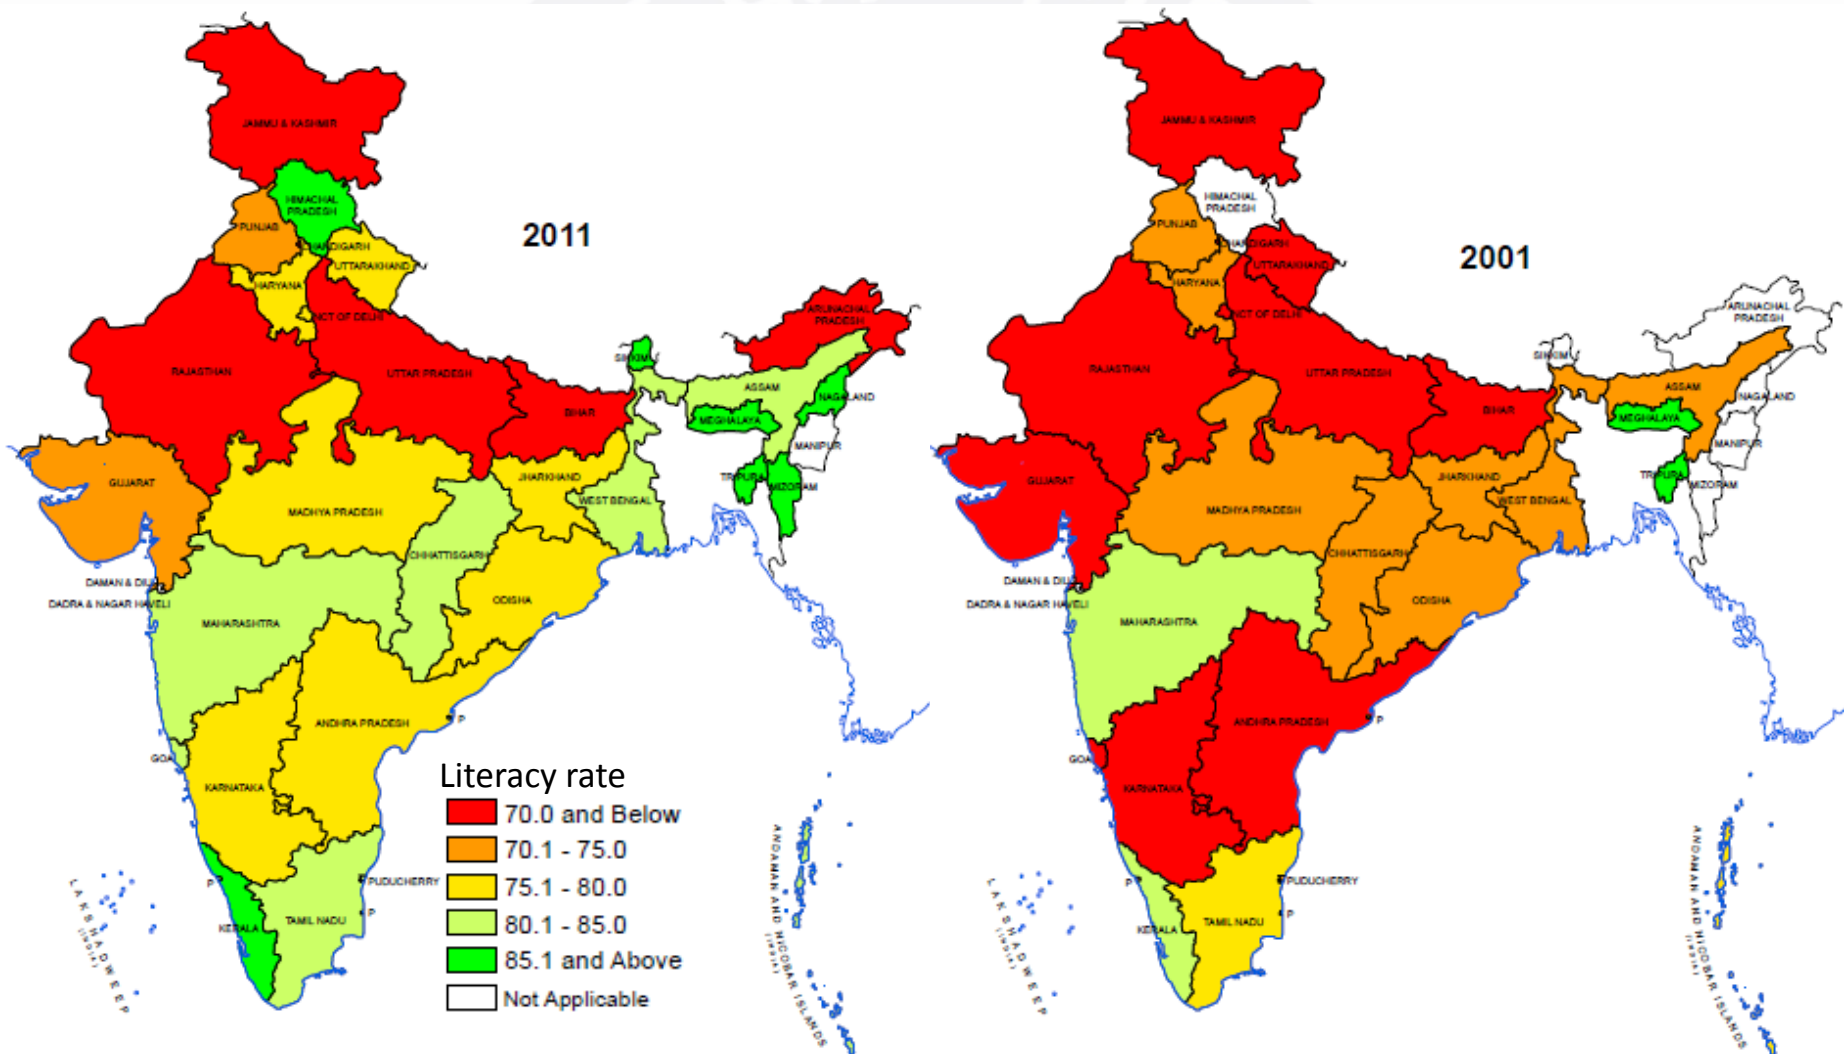 JAMMU & KASHMIR
HIMACHAL
PRADESH
PUNJAB
CHANDIGARH
UTTARAKHAND
HARYANA
2011
NCT OF DELHI
ARUNACHAL
PRADESH
RAJASTHAN
UTTAR PRADESH
SIKKIM
BIHAR
ASSAM
NAGALAND
MEGHALAYA
MANIPUR
GUJARAT
JHARKHAND
TRIPURA
MIZORAM
WEST BENGAL
MADHYA PRADESH
CHHATTISGARH
DAMAN & DIU
DADRA & NAGAR HAVELI
ODISHA
MAHARASHTRA
ANDHRA PRADESH
P
GOA
KARNATAKA
P
PUDUCHERRY
P
TAMIL NADU
KERALA
LAKSHADWEEP
(INDIA)
ANDAMAN AND NICOBAR ISLANDS
(INDIA)
Literacy rate
70.0 and Below
70.1 - 75.0
75.1 - 80.0
80.1 - 85.0
85.1 and Above
Not Applicable
JAMMU & KASHMIR
HIMACHAL
PRADESH
PUNJAB
CHANDIGARH
UTTARAKHAND
HARYANA
2001
NCT OF DELHI
ARUNACHAL
PRADESH
RAJASTHAN
UTTAR PRADESH
SIKKIM
BIHAR
ASSAM
NAGALAND
MEGHALAYA
MANIPUR
GUJARAT
JHARKHAND
TRIPURA
MIZORAM
WEST BENGAL
MADHYA PRADESH
CHHATTISGARH
DAMAN & DIU
DADRA & NAGAR HAVELI
ODISHA
MAHARASHTRA
ANDHRA PRADESH
P
GOA
KARNATAKA
P
PUDUCHERRY
P
TAMIL NADU
KERALA
LAKSHADWEEP
(INDIA)
ANDAMAN AND NICOBAR ISLANDS
(INDIA)